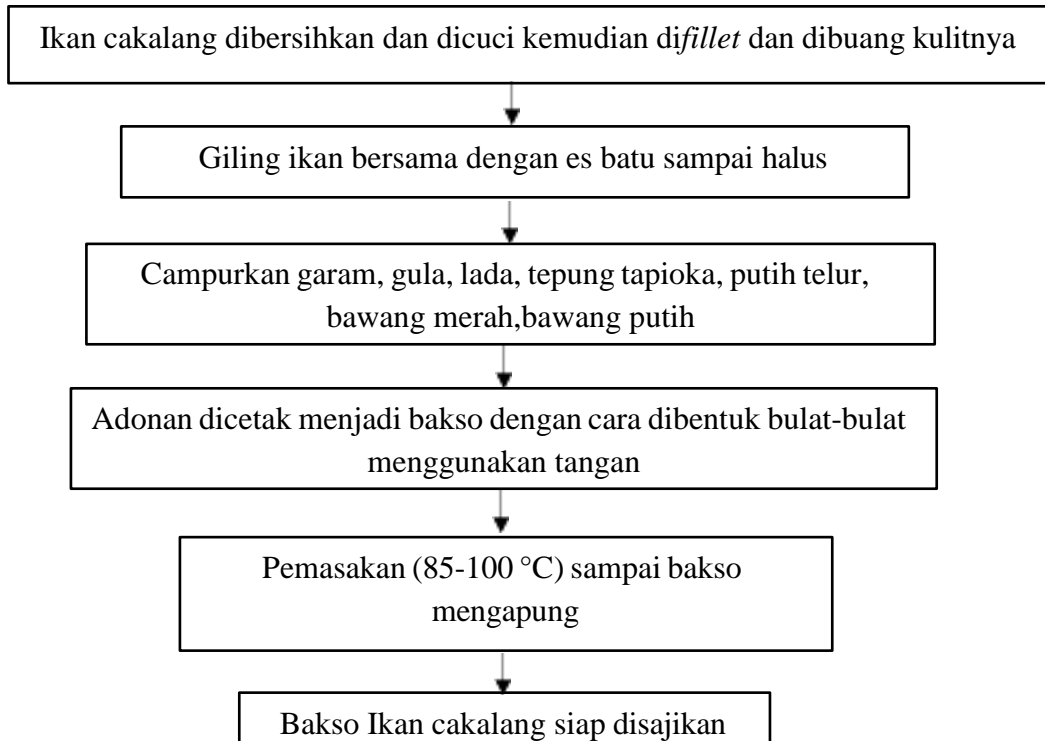 Ikan cakalang dibersihkan dan dicuci kemudian difillet dan dibuang kulitnya
Giling ikan bersama dengan es batu sampai halus
Campurkan garam, gula, lada, tepung tapioka, putih telur,
bawang merah,bawang putih
Adonan dicetak menjadi bakso dengan cara dibentuk bulat-bulat
menggunakan tangan
Pemasakan (85-100 °C) sampai bakso
mengapung
Bakso Ikan cakalang siap disajikan